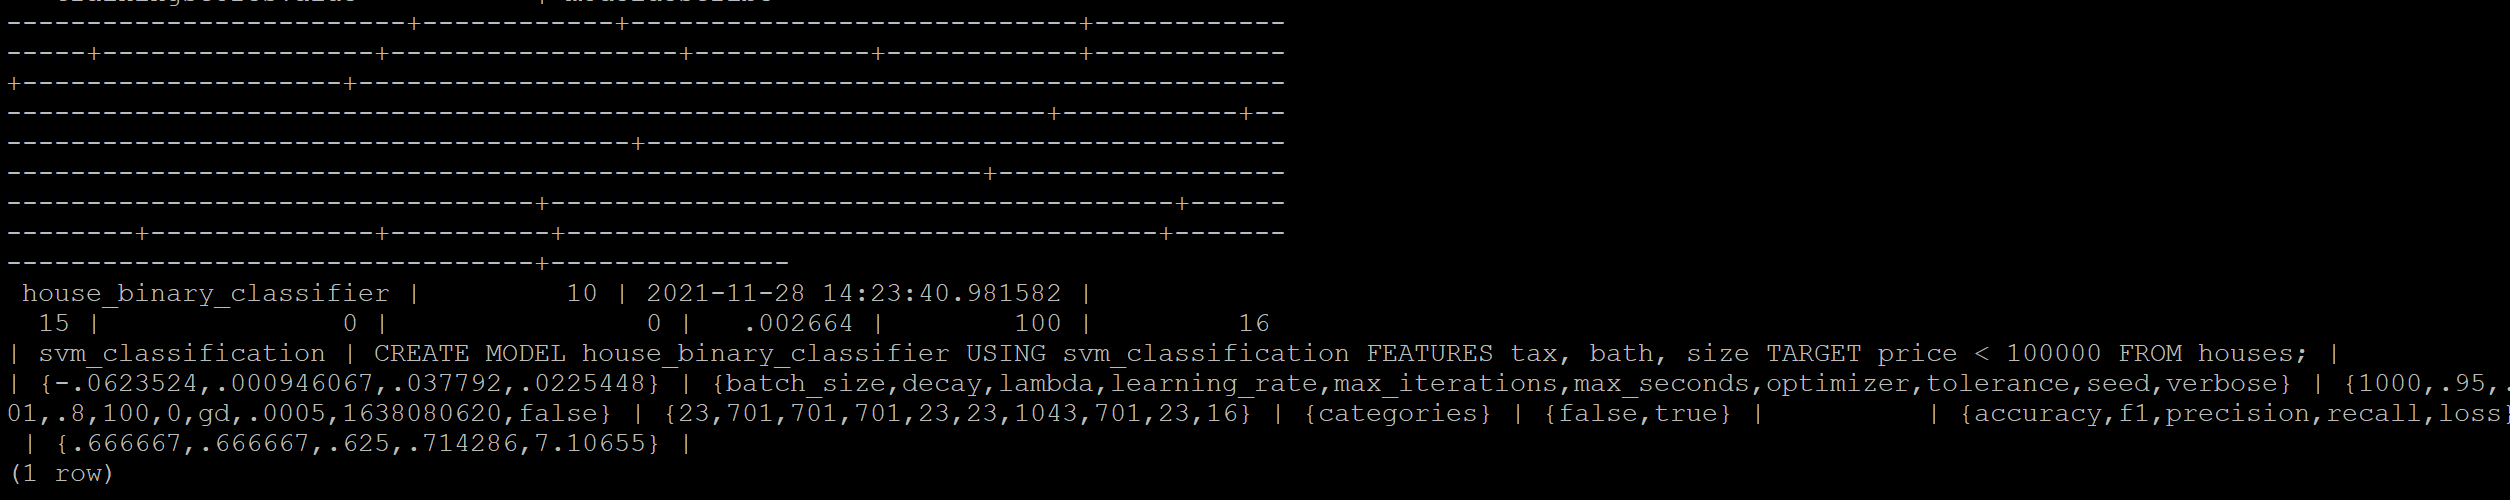 ----------------------
-------------------------+------------+----------------------------+------------
-----+-----------------+------------------+-----------+------------+------------
+--------------------+----------------------------------------------------------
-----------------------------------------------------------------+-----------+--
---------------------------------------+----------------------------------------
-------------------------------------------------------------+------------------
---------------------------------+---------------------------------------+------
--------+--------------+----------+-------------------------------------+-------
---------------------------------+---------------
house_binary_classifier |         10 | 2021-11-28 14:23:40.981582 |
15 |               0 |                0 |   .002664 |        100 |         16
| svm_classification | CREATE MODEL house_binary_classifier USING svm_classification FEATURES tax, bath, size TARGET price < 100000 FROM houses; |
| {-.0623524,.000946067,.037792,.0225448} | {batch_size,decay,lambda,learning_rate,max_iterations,max_seconds,optimizer,tolerance,seed,verbose} | {1000,.95,.
01,.8,100,0,gd,.0005,1638080620,false} | {23,701,701,701,23,23,1043,701,23,16} | {categories} | {false,true} |          | {accuracy,f1,precision,recall,loss}
| {.666667,.666667,.625,.714286,7.10655} |
(1 row)